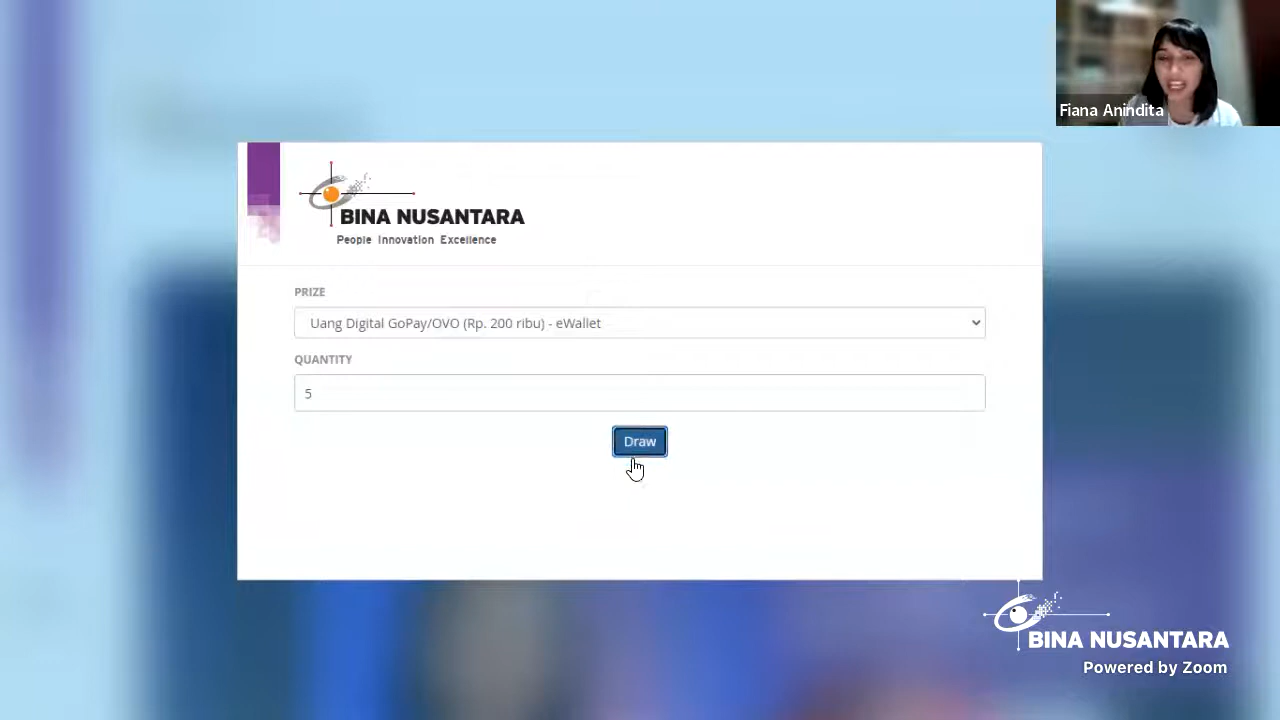 Fiana Anindita
BINA NUSANTARA
People Innovation Excellence
PRIZE
Uang Digital GoPay/OVO (Rp. 200 ribu) - eWallet
QUANTITY
5
Draw
BINA NUSANTARA
Powered by Zoom